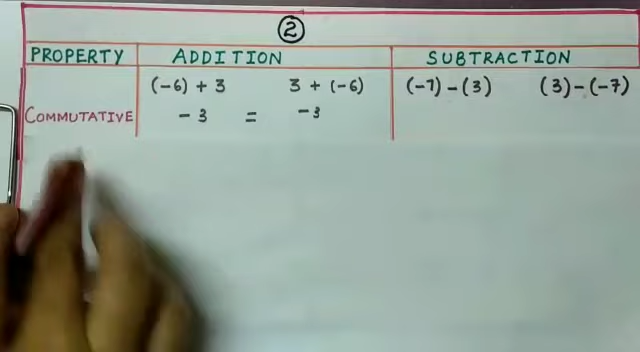 ②
PROPERTY ADDITION SUBTRACTION
(-6) + 3 3 + (-6) (-7) - (3) (3) - (-7)
COMMUTATIVE -3 = -3